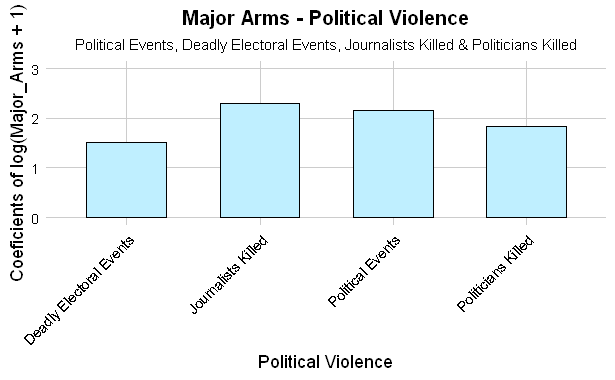 Major Arms - Political Violence
Political Events, Deadly Electoral Events, Journalists Killed & Politicians Killed
Coeficients of log(Major_Arms + 1)
3
2
1
0
Deadly Electoral Events
Journalists Killed
Political Events
Politicians Killed
Political Violence